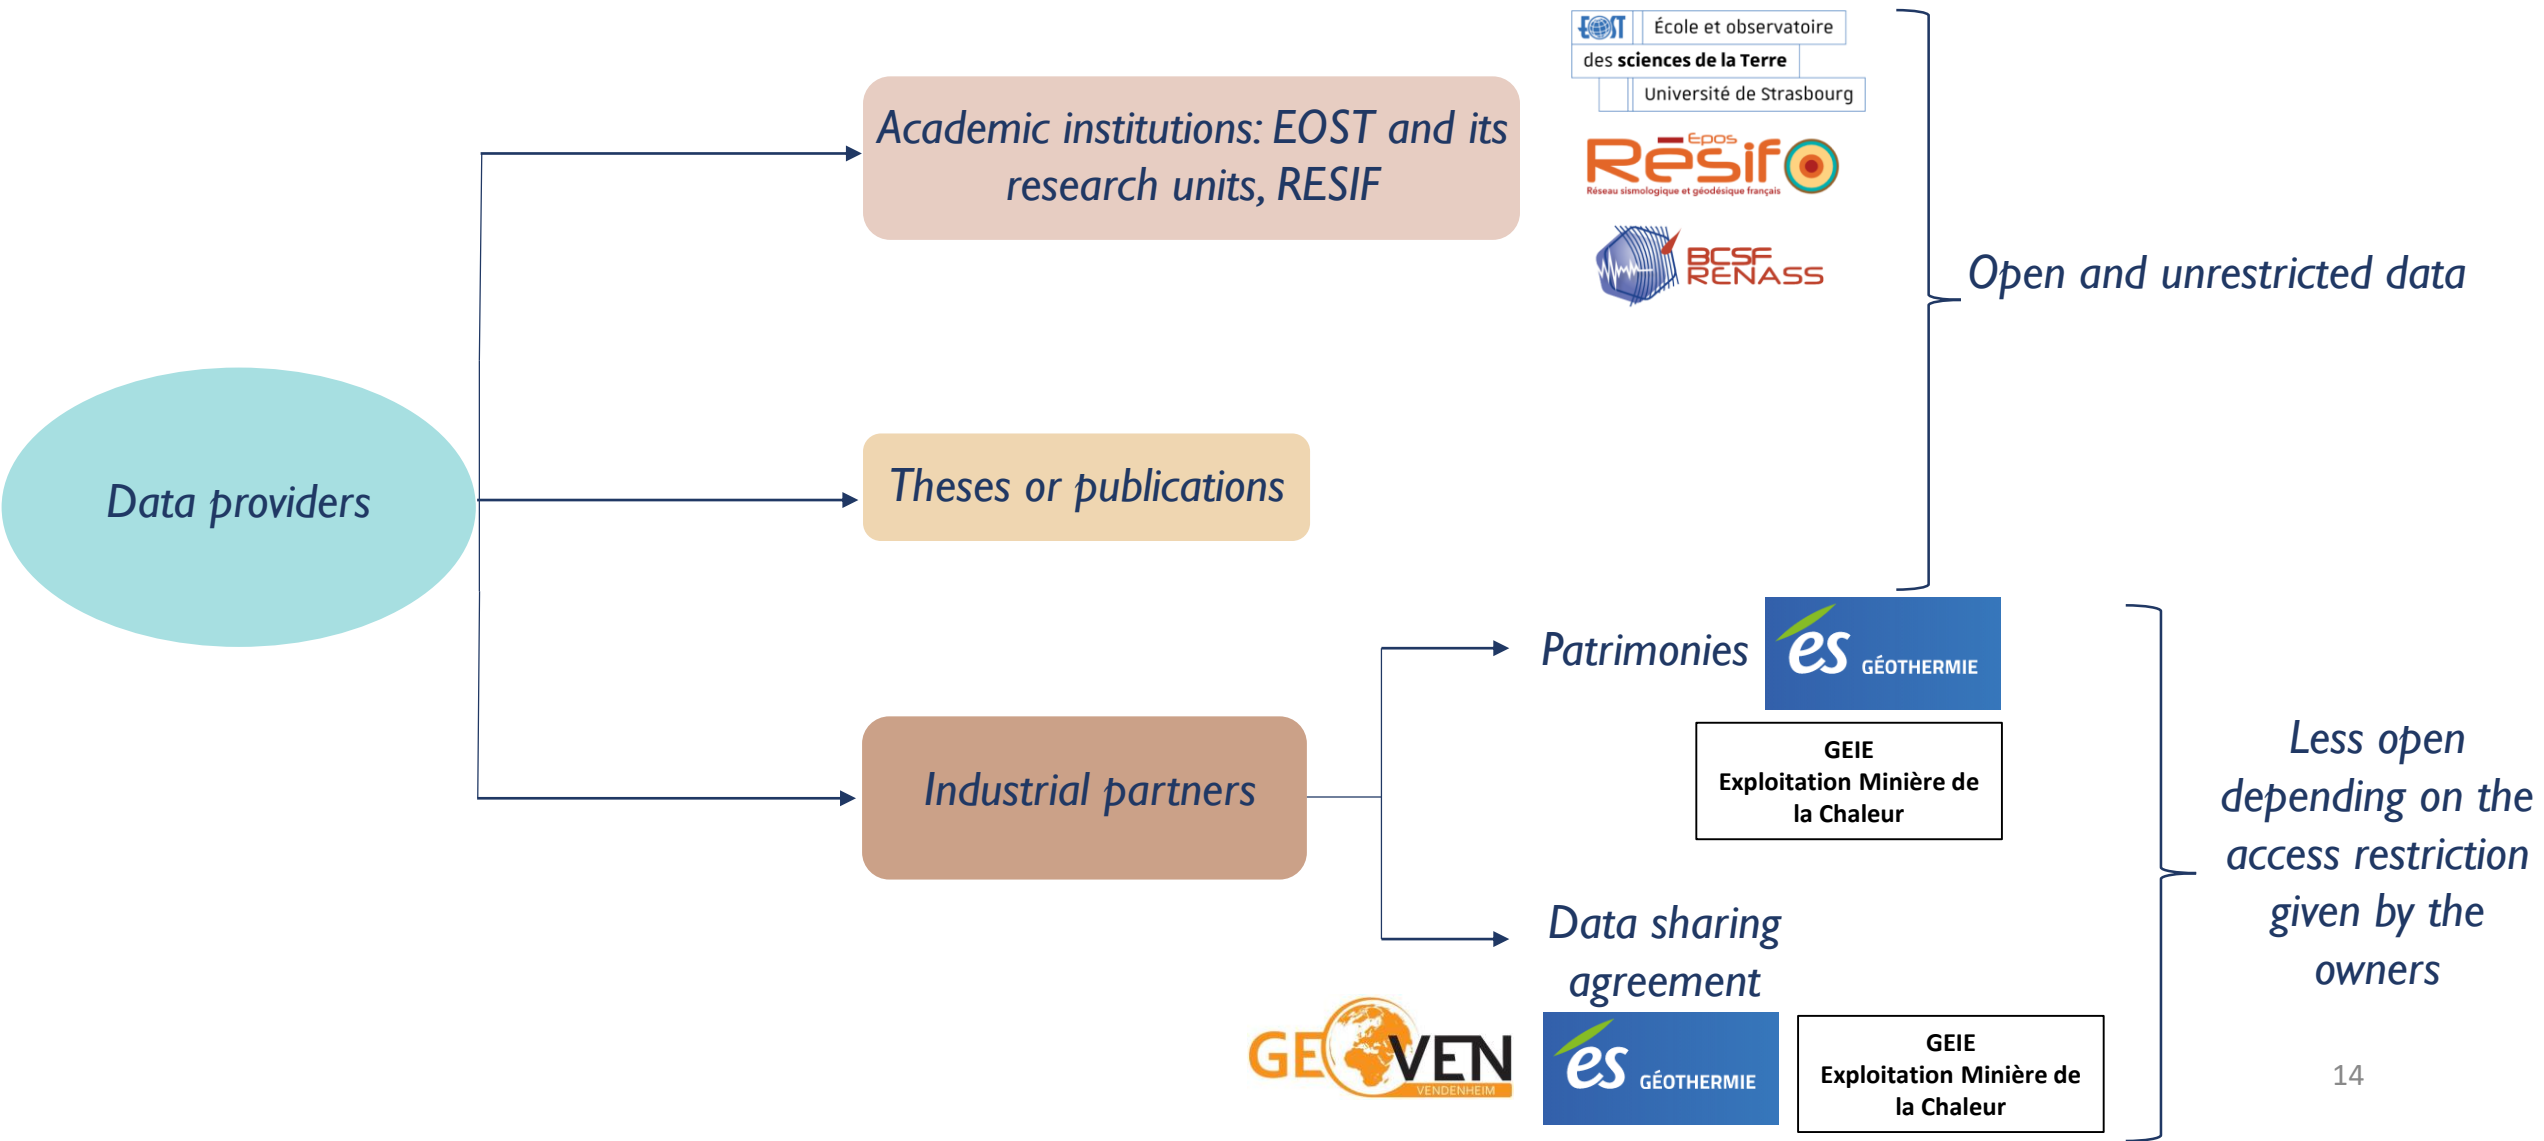 EOST École et observatoire
des sciences de la Terre
Université de Strasbourg
Academic institutions: EOST and its
research units, RESIF
Epos
Résif
Réseau sismologique et géodésique français
BCSF
RENASS
Open and unrestricted data
Data providers
Theses or publications
Patrimonies
és GÉOTHERMIE
GEIE
Exploitation Minière de
la Chaleur
Industrial partners
Less open
depending on the
access restriction
given by the
owners
Data sharing
agreement
GEOVEN
VENDENHEIM
és GÉOTHERMIE
GEIE
Exploitation Minière de
la Chaleur
14